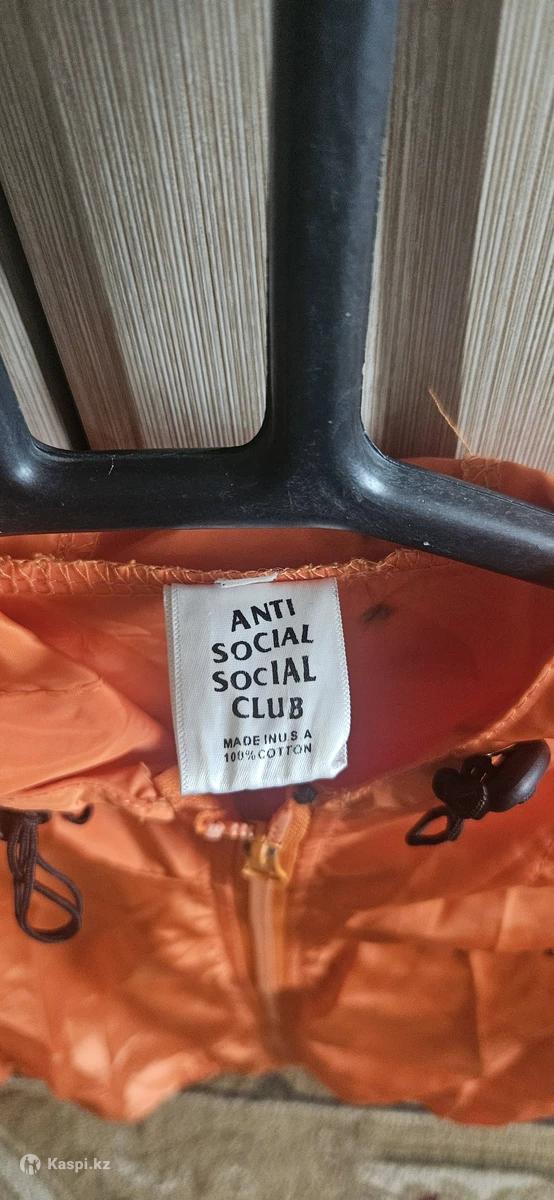 ANTI
SOCIAL
SOCIAL
CLUB
MADE IN U.S A
100% COTTON
Kaspi.kz